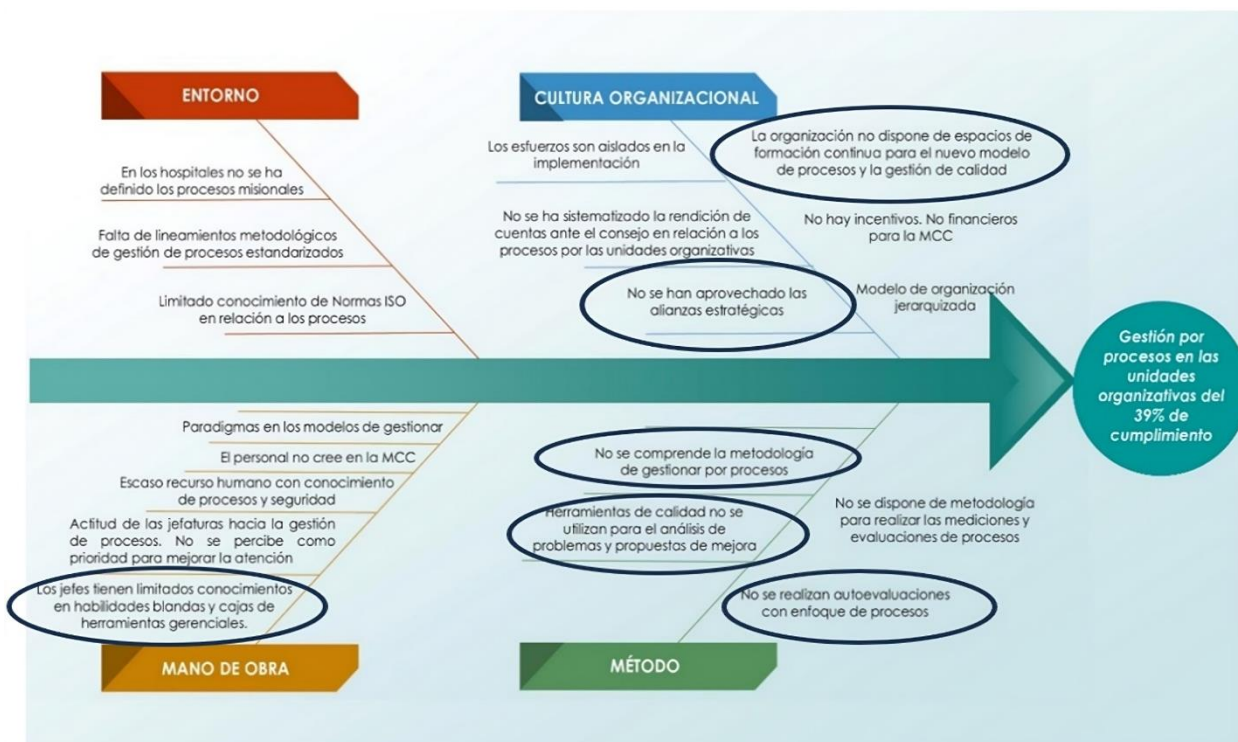 ENTORNO
En los hospitales no se ha
definido los procesos misionales
Falta de lineamientos metodológicos
de gestión de procesos estandarizados
Limitado conocimiento de Normas ISO
en relación a los procesos
CULTURA ORGANIZACIONAL
Los esfuerzos son aislados en la
implementación
No se ha sistematizado la rendición de
cuentas ante el consejo en relación a los
procesos por las unidades organizativas
No se han aprovechado las
alianzas estratégicas
La organización no dispone de espacios de
formación continua para el nuevo modelo
de procesos y la gestión de calidad
No hay incentivos. No financieros
para la MCC
Modelo de organización
jerarquizada
Gestión por
procesos en las
unidades
organizativas del
39% de
cumplimiento
Paradigmas en los modelos de gestionar
El personal no cree en la MCC
Escaso recurso humano con conocimiento
de procesos y seguridad
Actitud de las jefaturas hacia la gestión
de procesos. No se percibe como
prioridad para mejorar la atención
Los jefes tienen limitados conocimientos
en habilidades blandas y cajas de
herramientas gerenciales.
MANO DE OBRA
No se comprende la metodología
de gestionar por procesos
Herramientas de calidad no se
utilizan para el análisis de
problemas y propuestas de mejora
No se dispone de metodología
para realizar las mediciones y
evaluaciones de procesos
No se realizan autoevaluaciones
con enfoque de procesos
MÉTODO